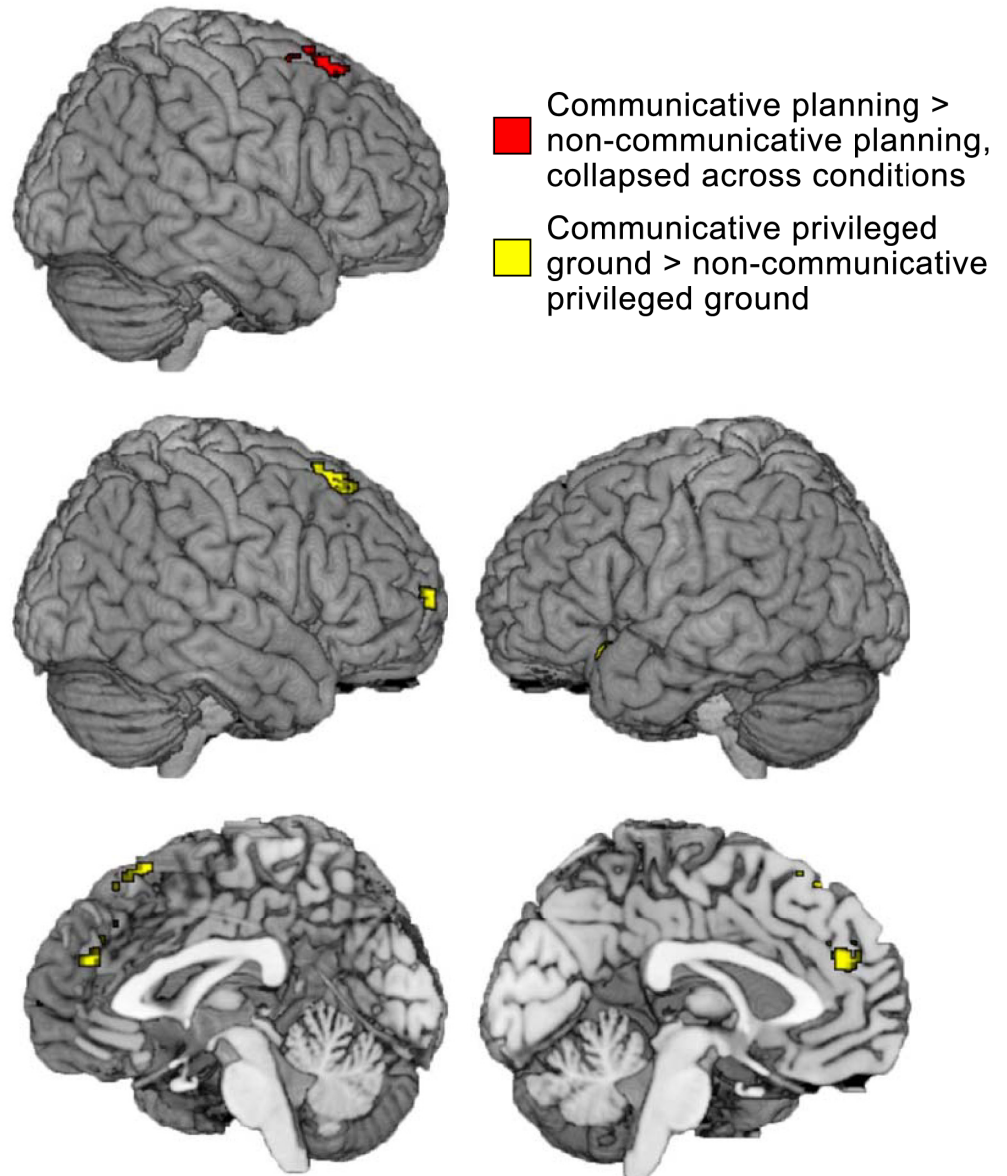 Communicative planning >
non-communicative planning,
collapsed across conditions
Communicative privileged
ground > non-communicative
privileged ground